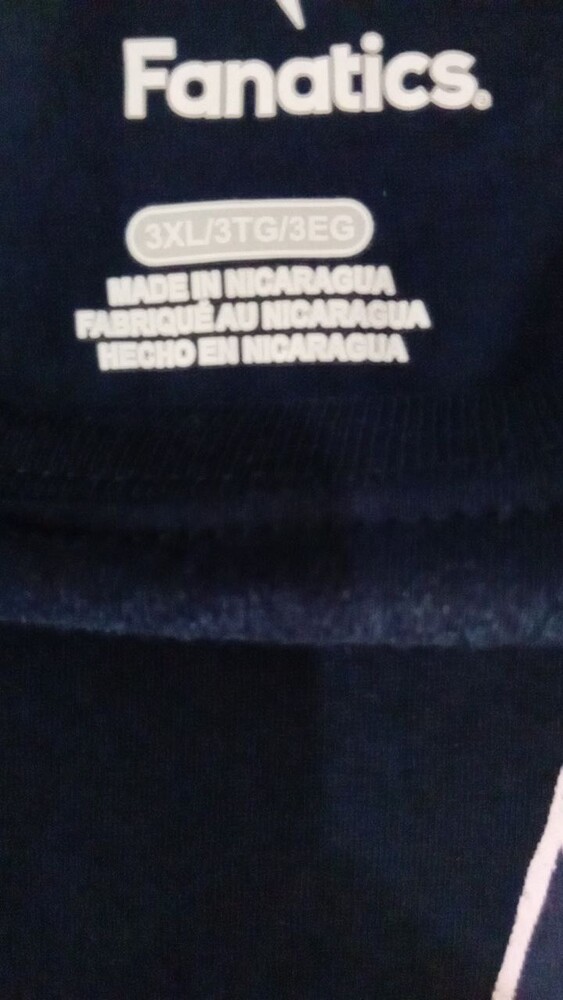 Fanatics.
3XL/3TG/3EG
MADE IN NICARAGUA
FABRIQUÉ AU NICARAGUA
HECHO EN NICARAGUA